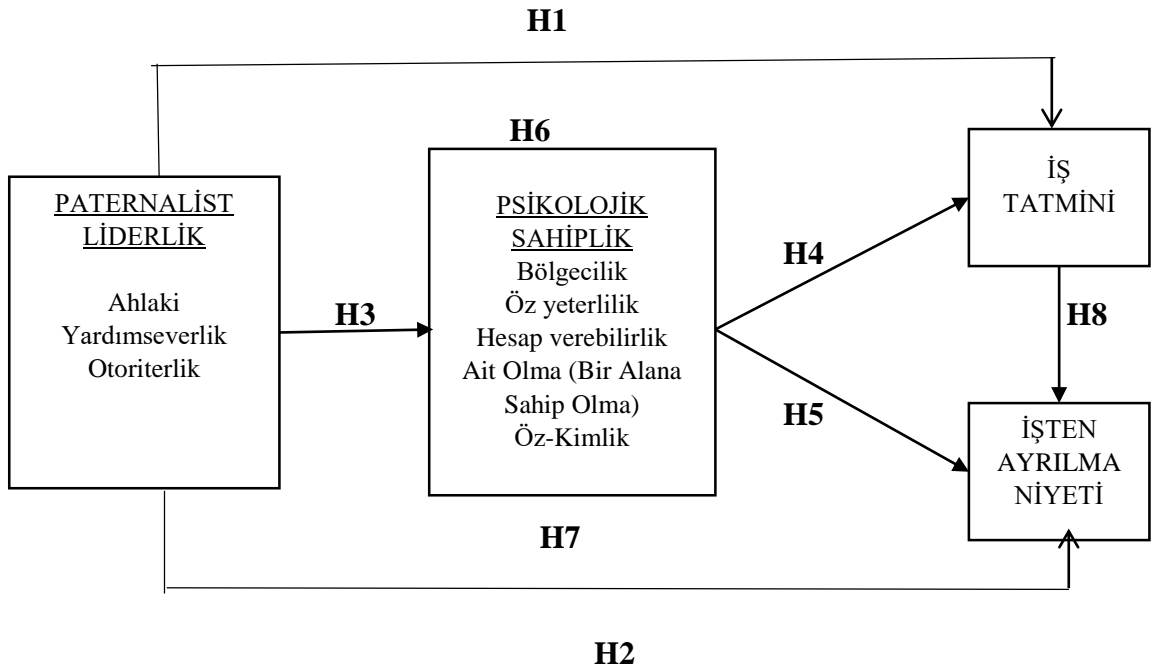 H1
H6
PATERNALİST
LİDERLİK
Ahlaki
Yardımseverlik
Otoriterlik
H3
PSİKOLOJİK
SAHİPLİK
Bölgecilik
Öz yeterlilik
Hesap verebilirlik
Ait Olma (Bir Alana
Sahip Olma)
Öz-Kimlik
H4
H5
İŞ
TATMİNİ
H8
İŞTEN
AYRILMA
NİYETİ
H7
H2